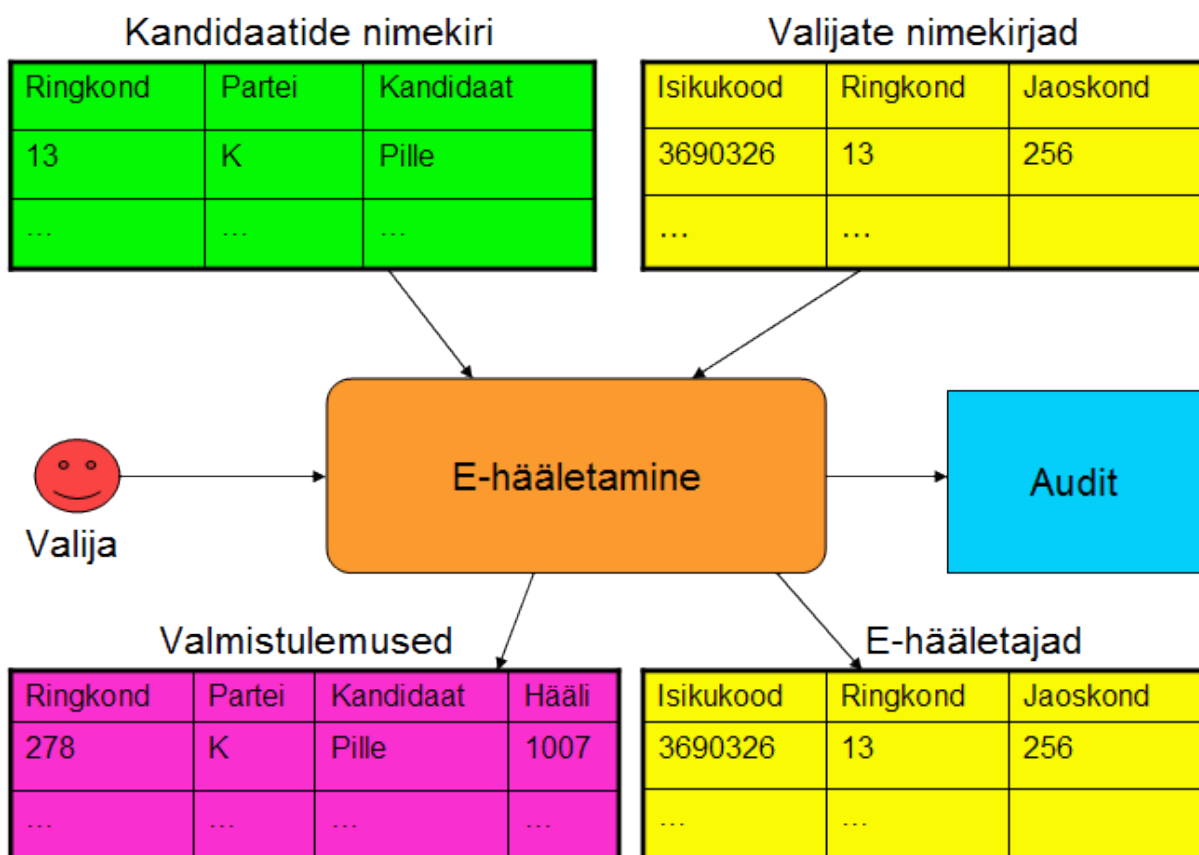 Kandidaatide nimekiri
Ringkond Partei Kandidaat
13 K Pille
... ... ...
Valijate nimekirjad
Isikukood Ringkond Jaoskond
3690326 13 256
... ...
E-hääletamine
Audit
Valija
Valmistulemused
Ringkond Partei Kandidaat Hääli
278 K Pille 1007
... ... ... ...
E-hääletajad
Isikukood Ringkond Jaoskond
3690326 13 256
... ...